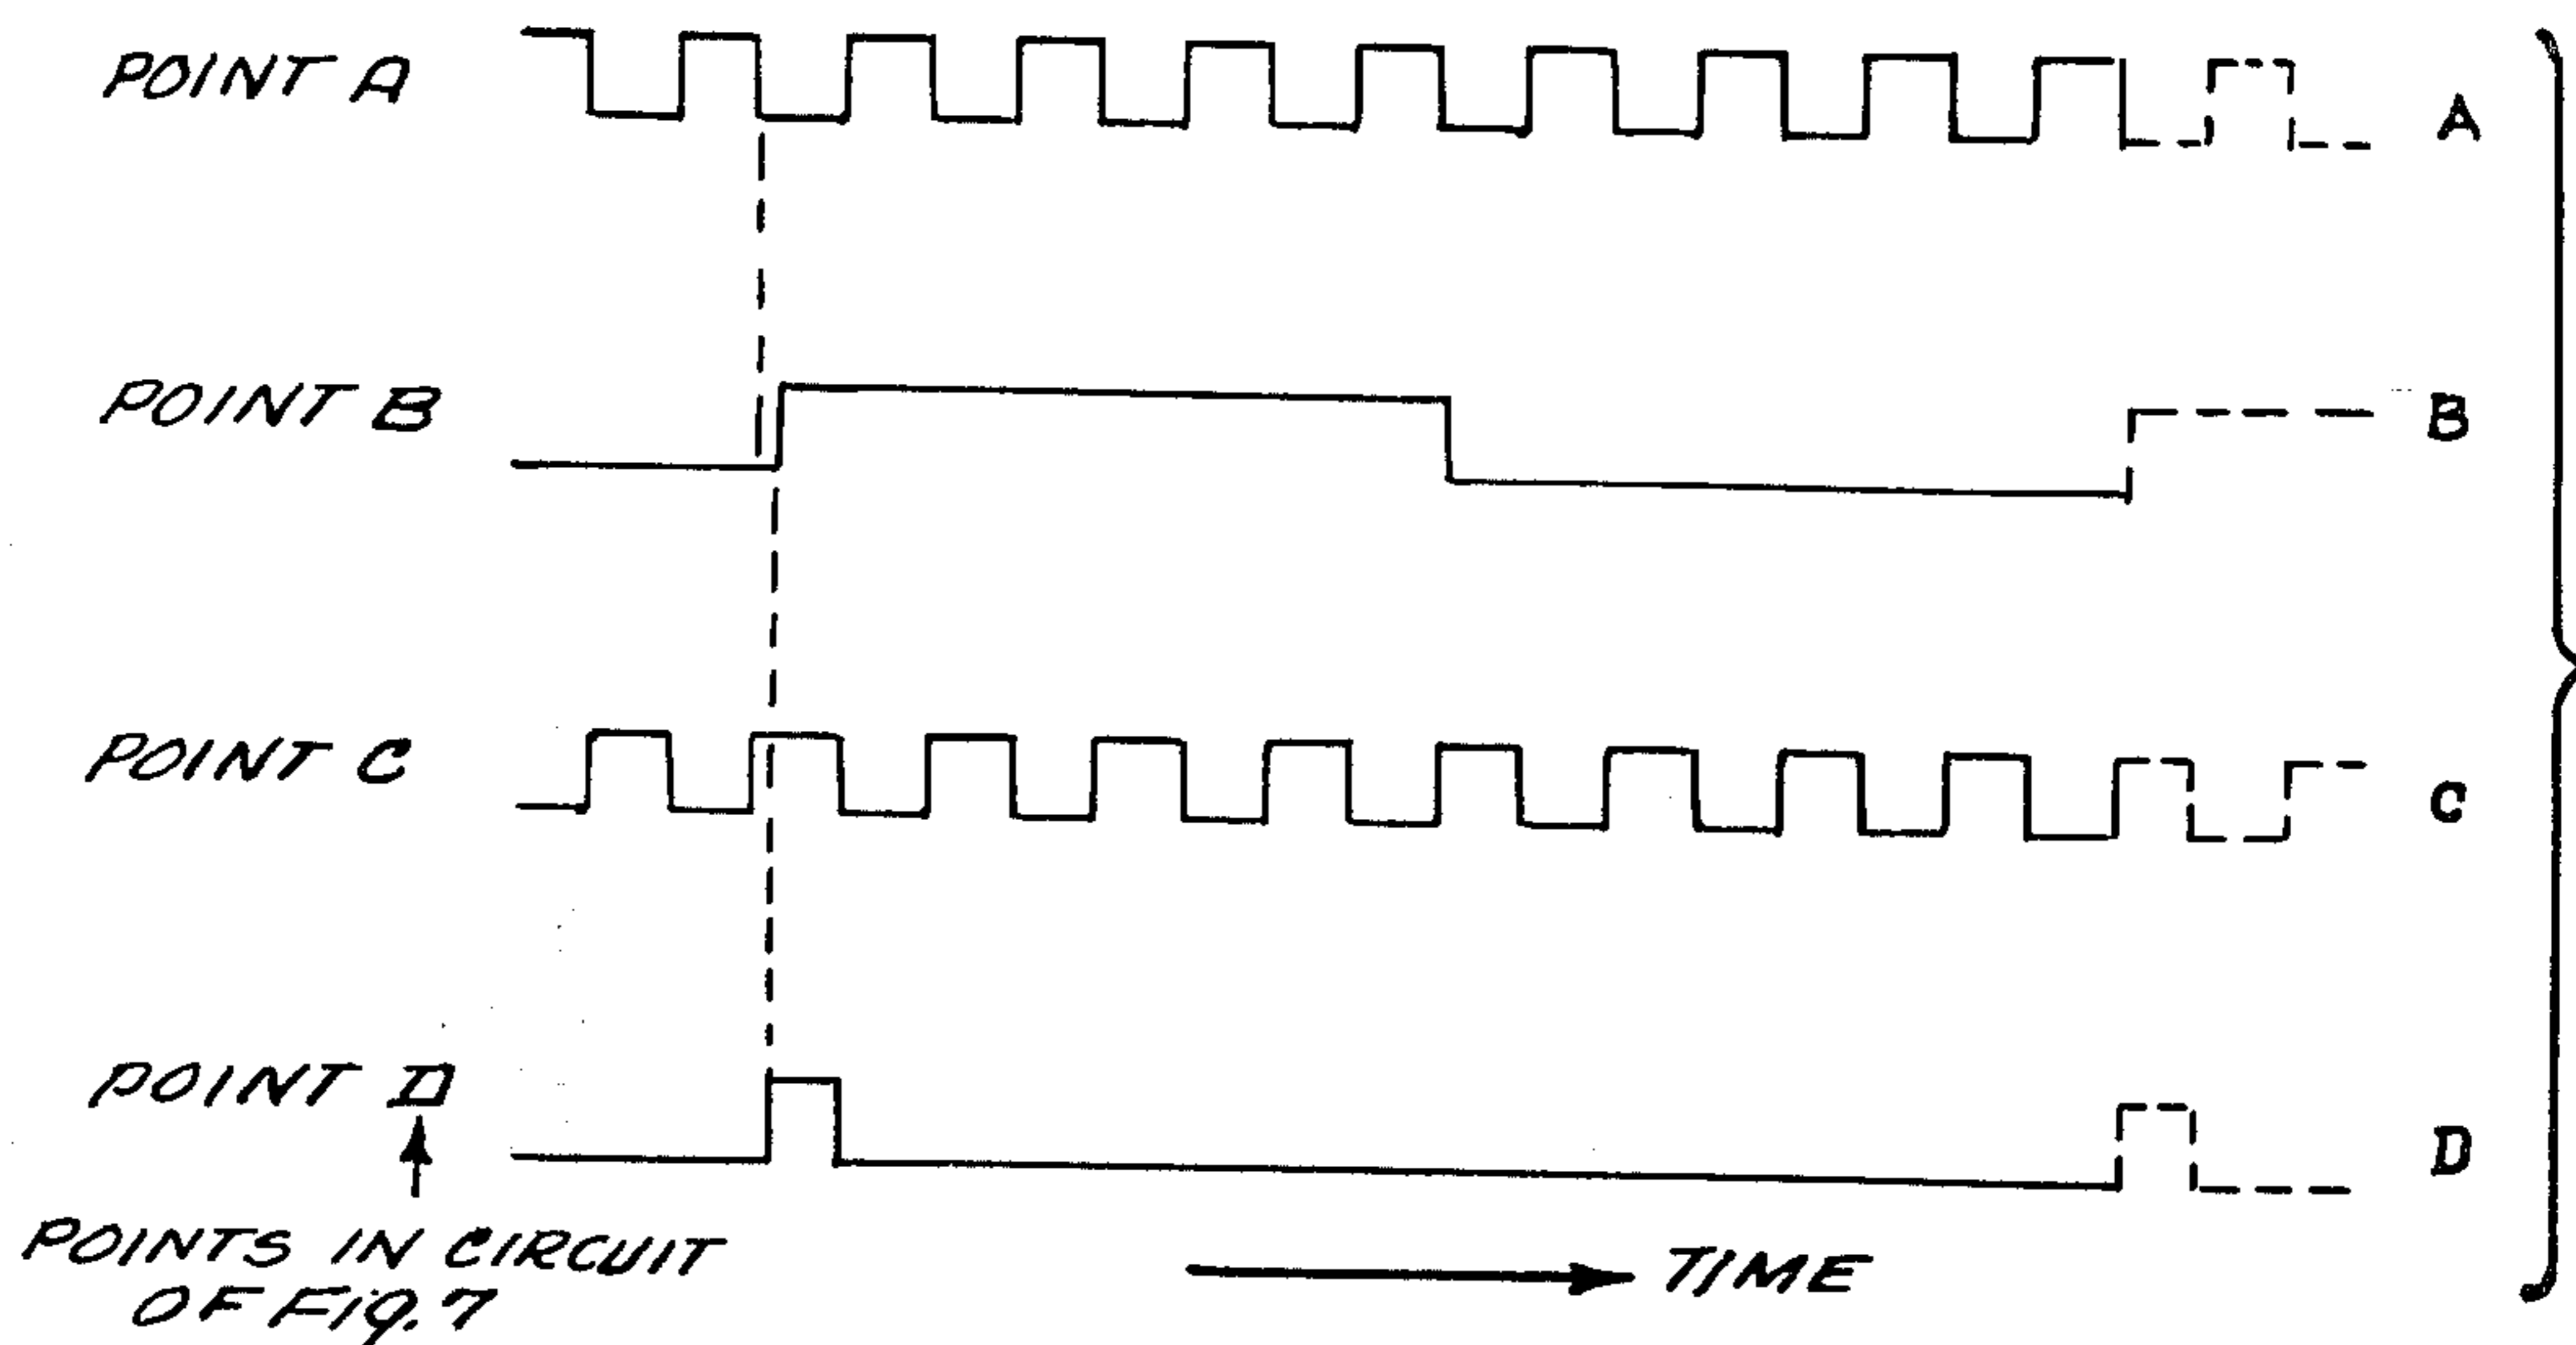 POINT A
A
POINT B
B
POINT C
C
POINT D
D
POINTS IN CIRCUIT
OF Fig. 7
TIME